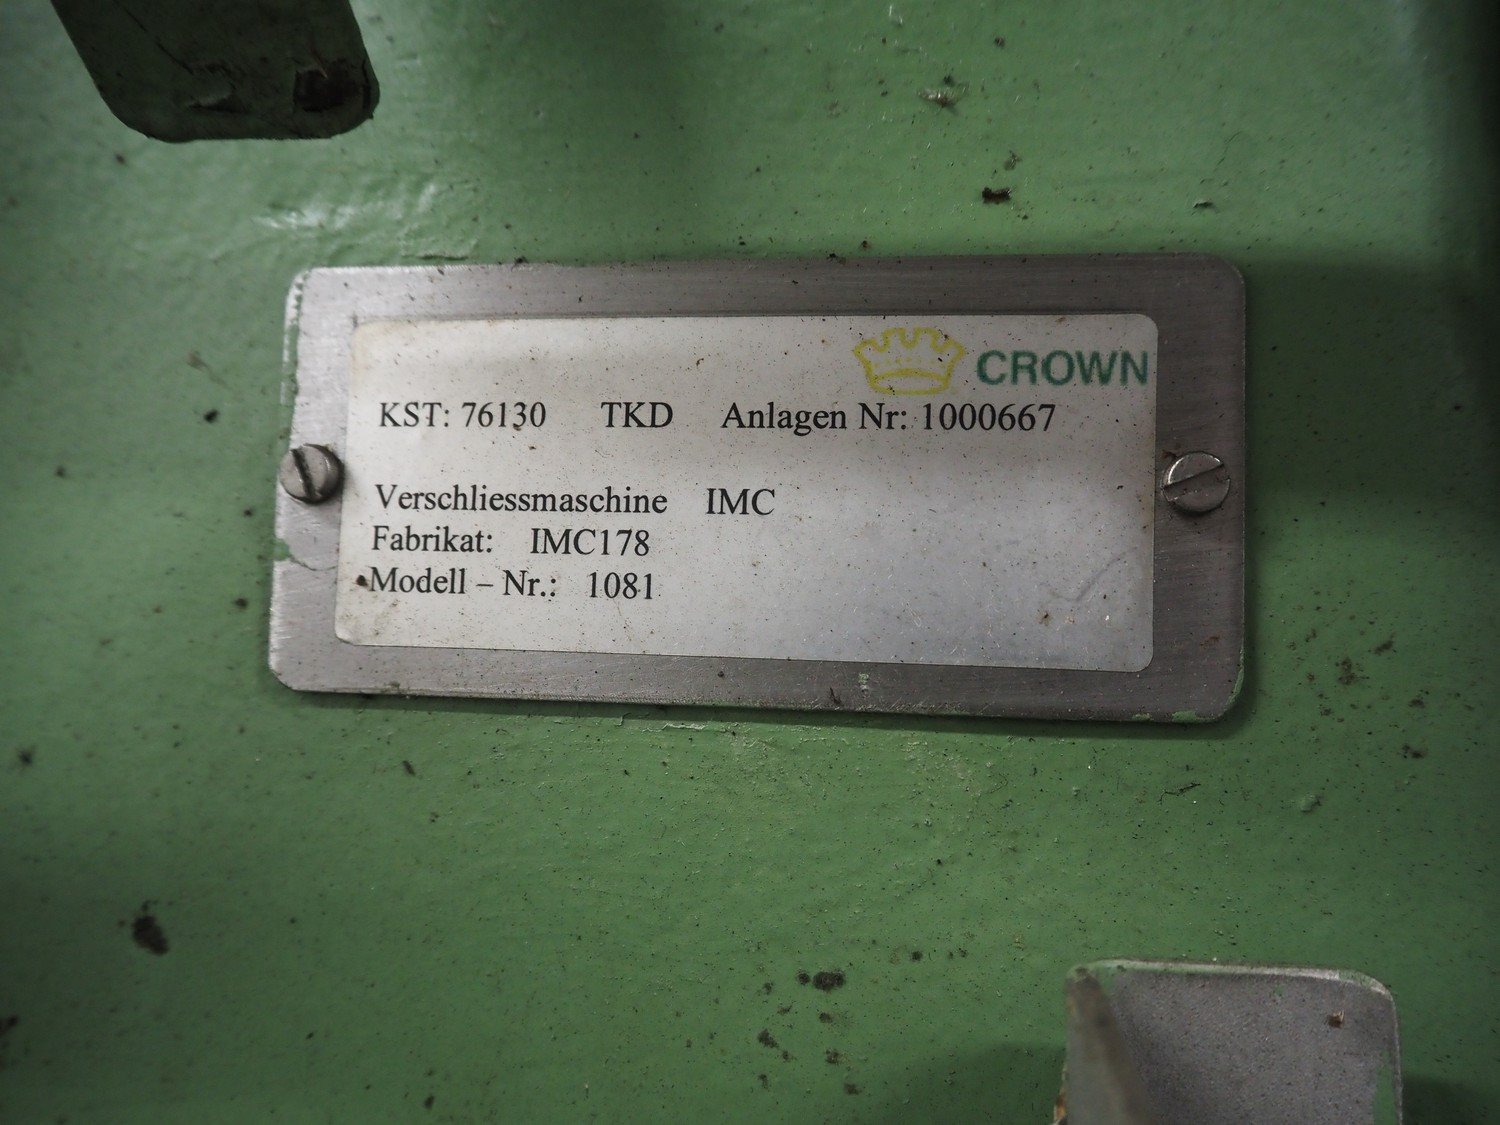 CROWN
KST: 76130 TKD Anlagen Nr: 1000667
Verschliessmaschine IMC
Fabrikat: IMC178
Modell – Nr.: 1081